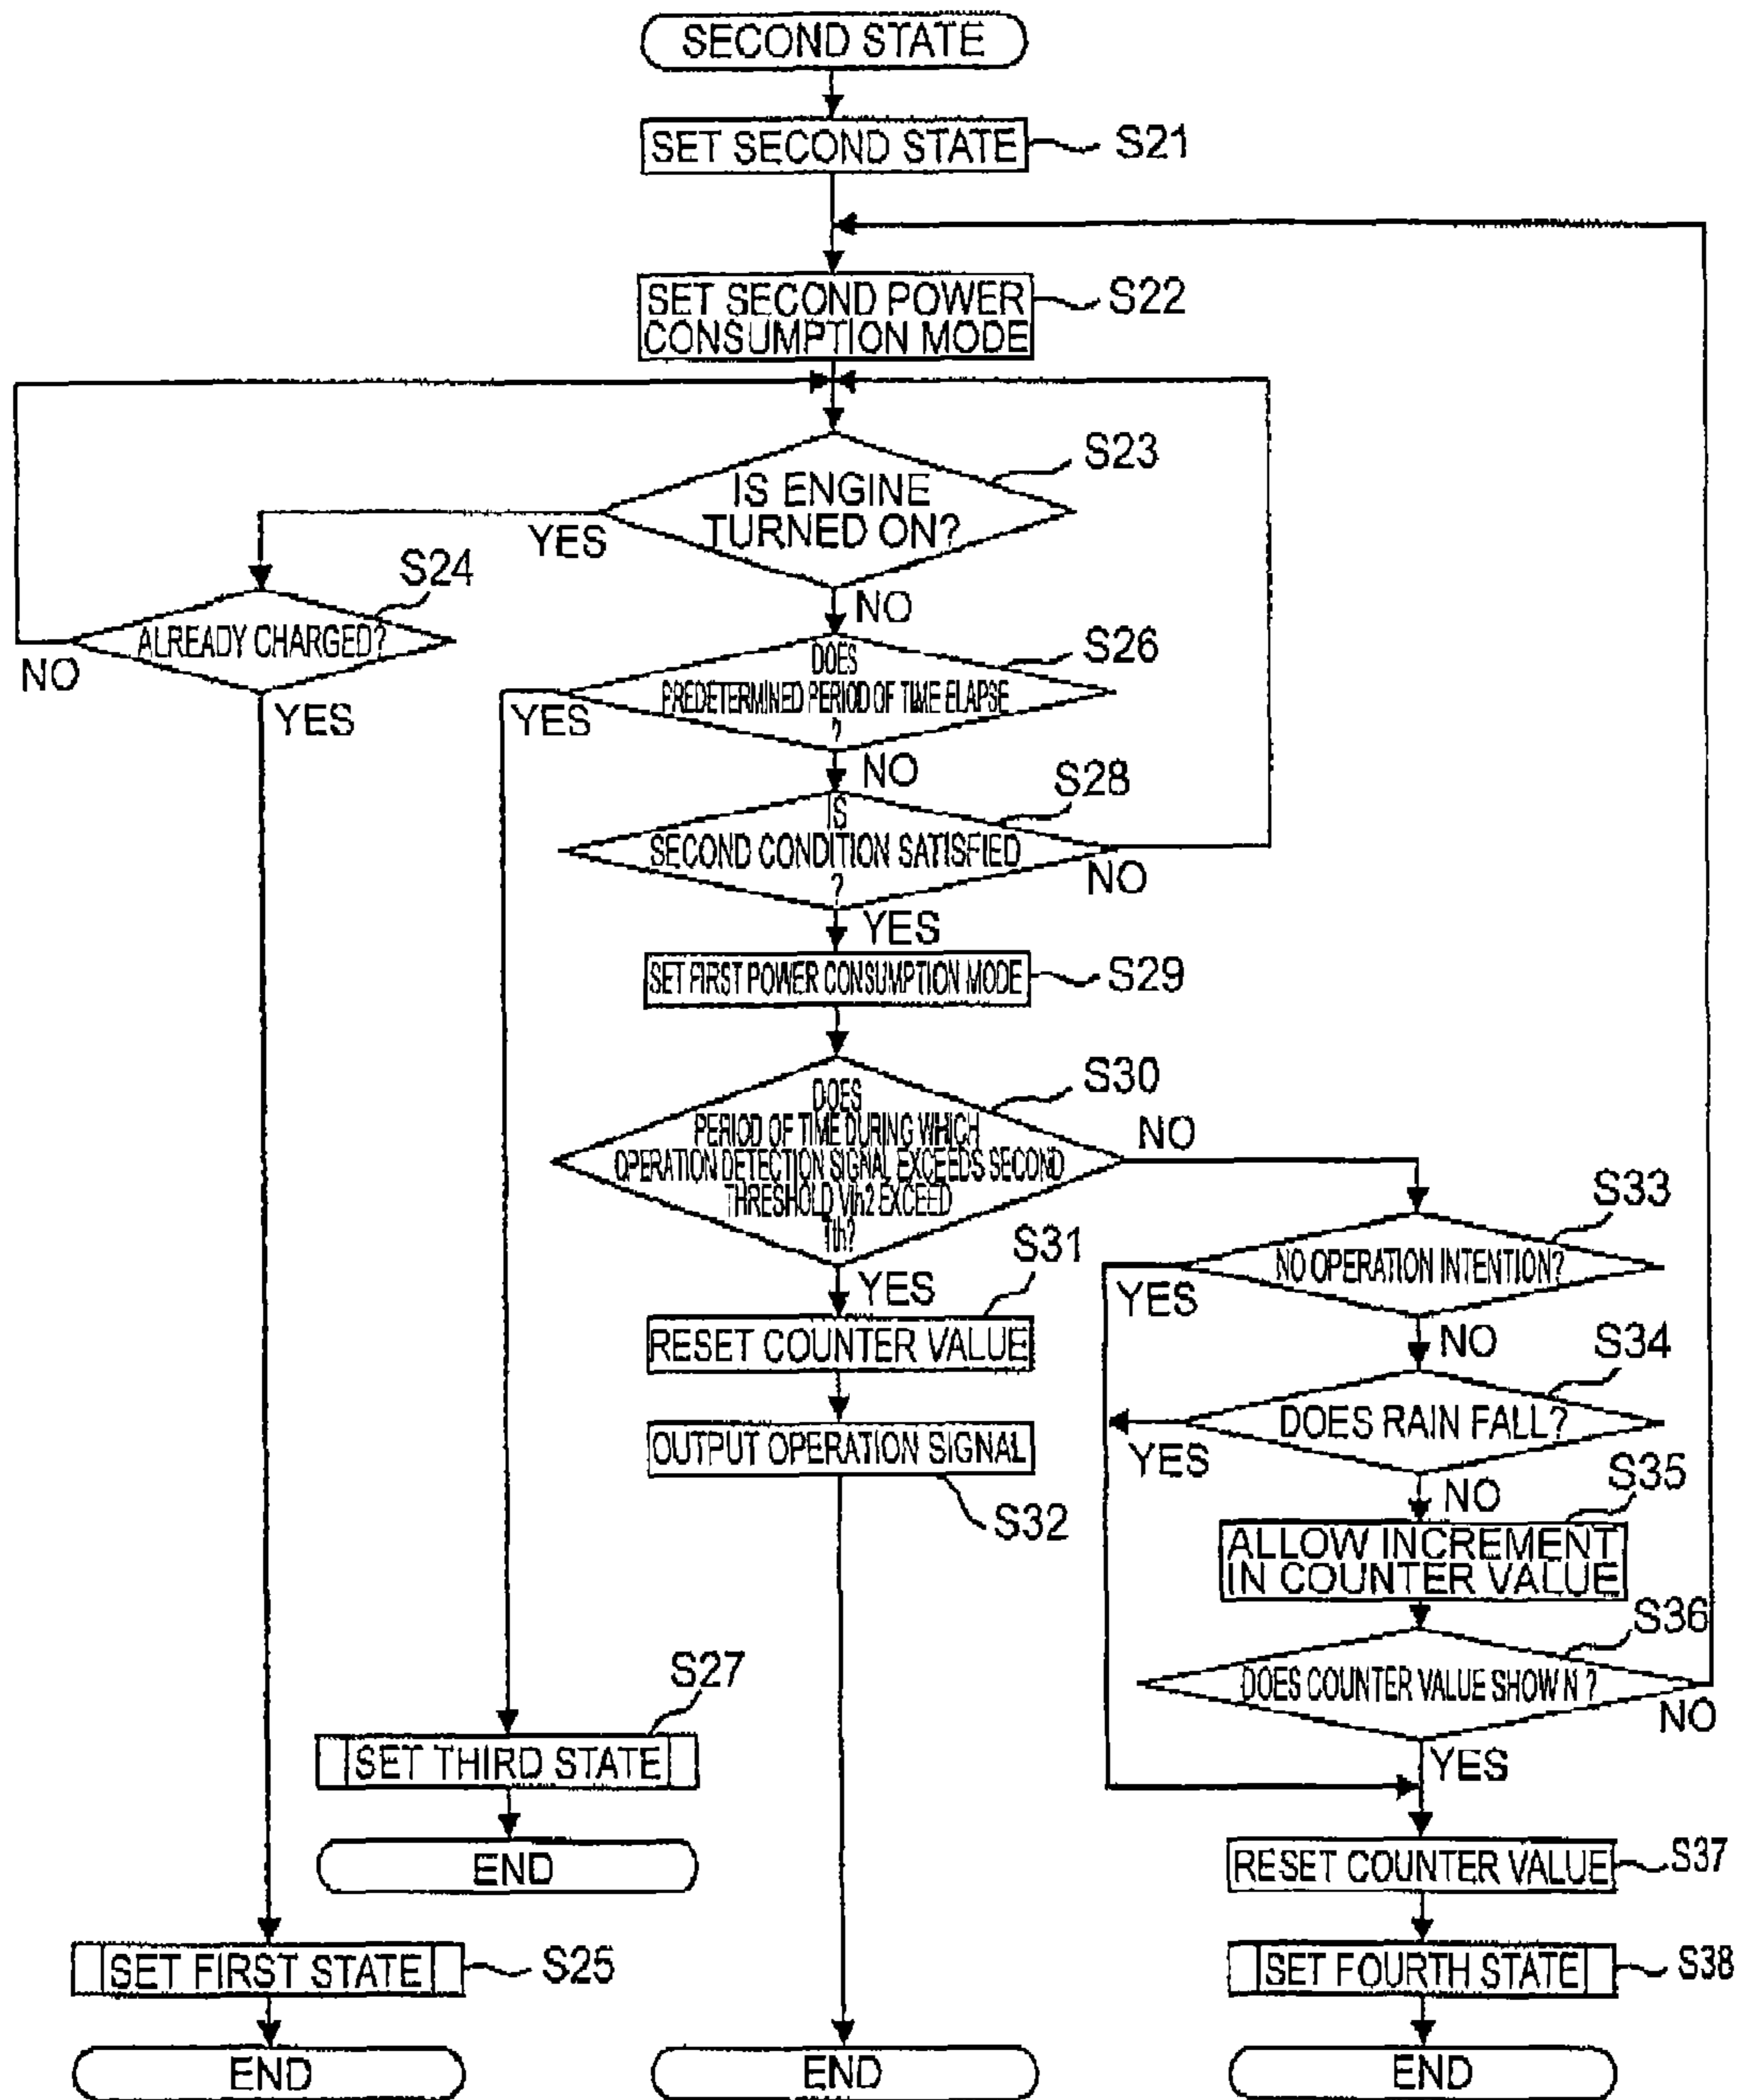 SECOND STATE
SET SECOND STATE
S21
SET SECOND POWER
CONSUMPTION MODE
S22
IS ENGINE
TURNED ON?
S23
YES
NO
ALREADY CHARGED?
S24
NO
YES
DOES
PREDETERMINED PERIOD OF TIME ELAPSE
?
S26
YES
NO
IS
SECOND CONDITION SATISFIED
?
S28
NO
YES
SET FIRST POWER CONSUMPTION MODE
S29
DOES
PERIOD OF TIME DURING WHICH
OPERATION DETECTION SIGNAL EXCEEDS SECOND
THRESHOLD Vth2 EXCEED
Tth?
S30
NO
YES
RESET COUNTER VALUE
S31
OUTPUT OPERATION SIGNAL
S32
NO OPERATION INTENTION?
S33
YES
NO
DOES RAIN FALL?
S34
YES
NO
ALLOW INCREMENT
IN COUNTER VALUE
S35
DOES COUNTER VALUE SHOW N ?
S36
NO
YES
SET THIRD STATE
S27
END
RESET COUNTER VALUE
S37
SET FIRST STATE
S25
SET FOURTH STATE
S38
END
END
END